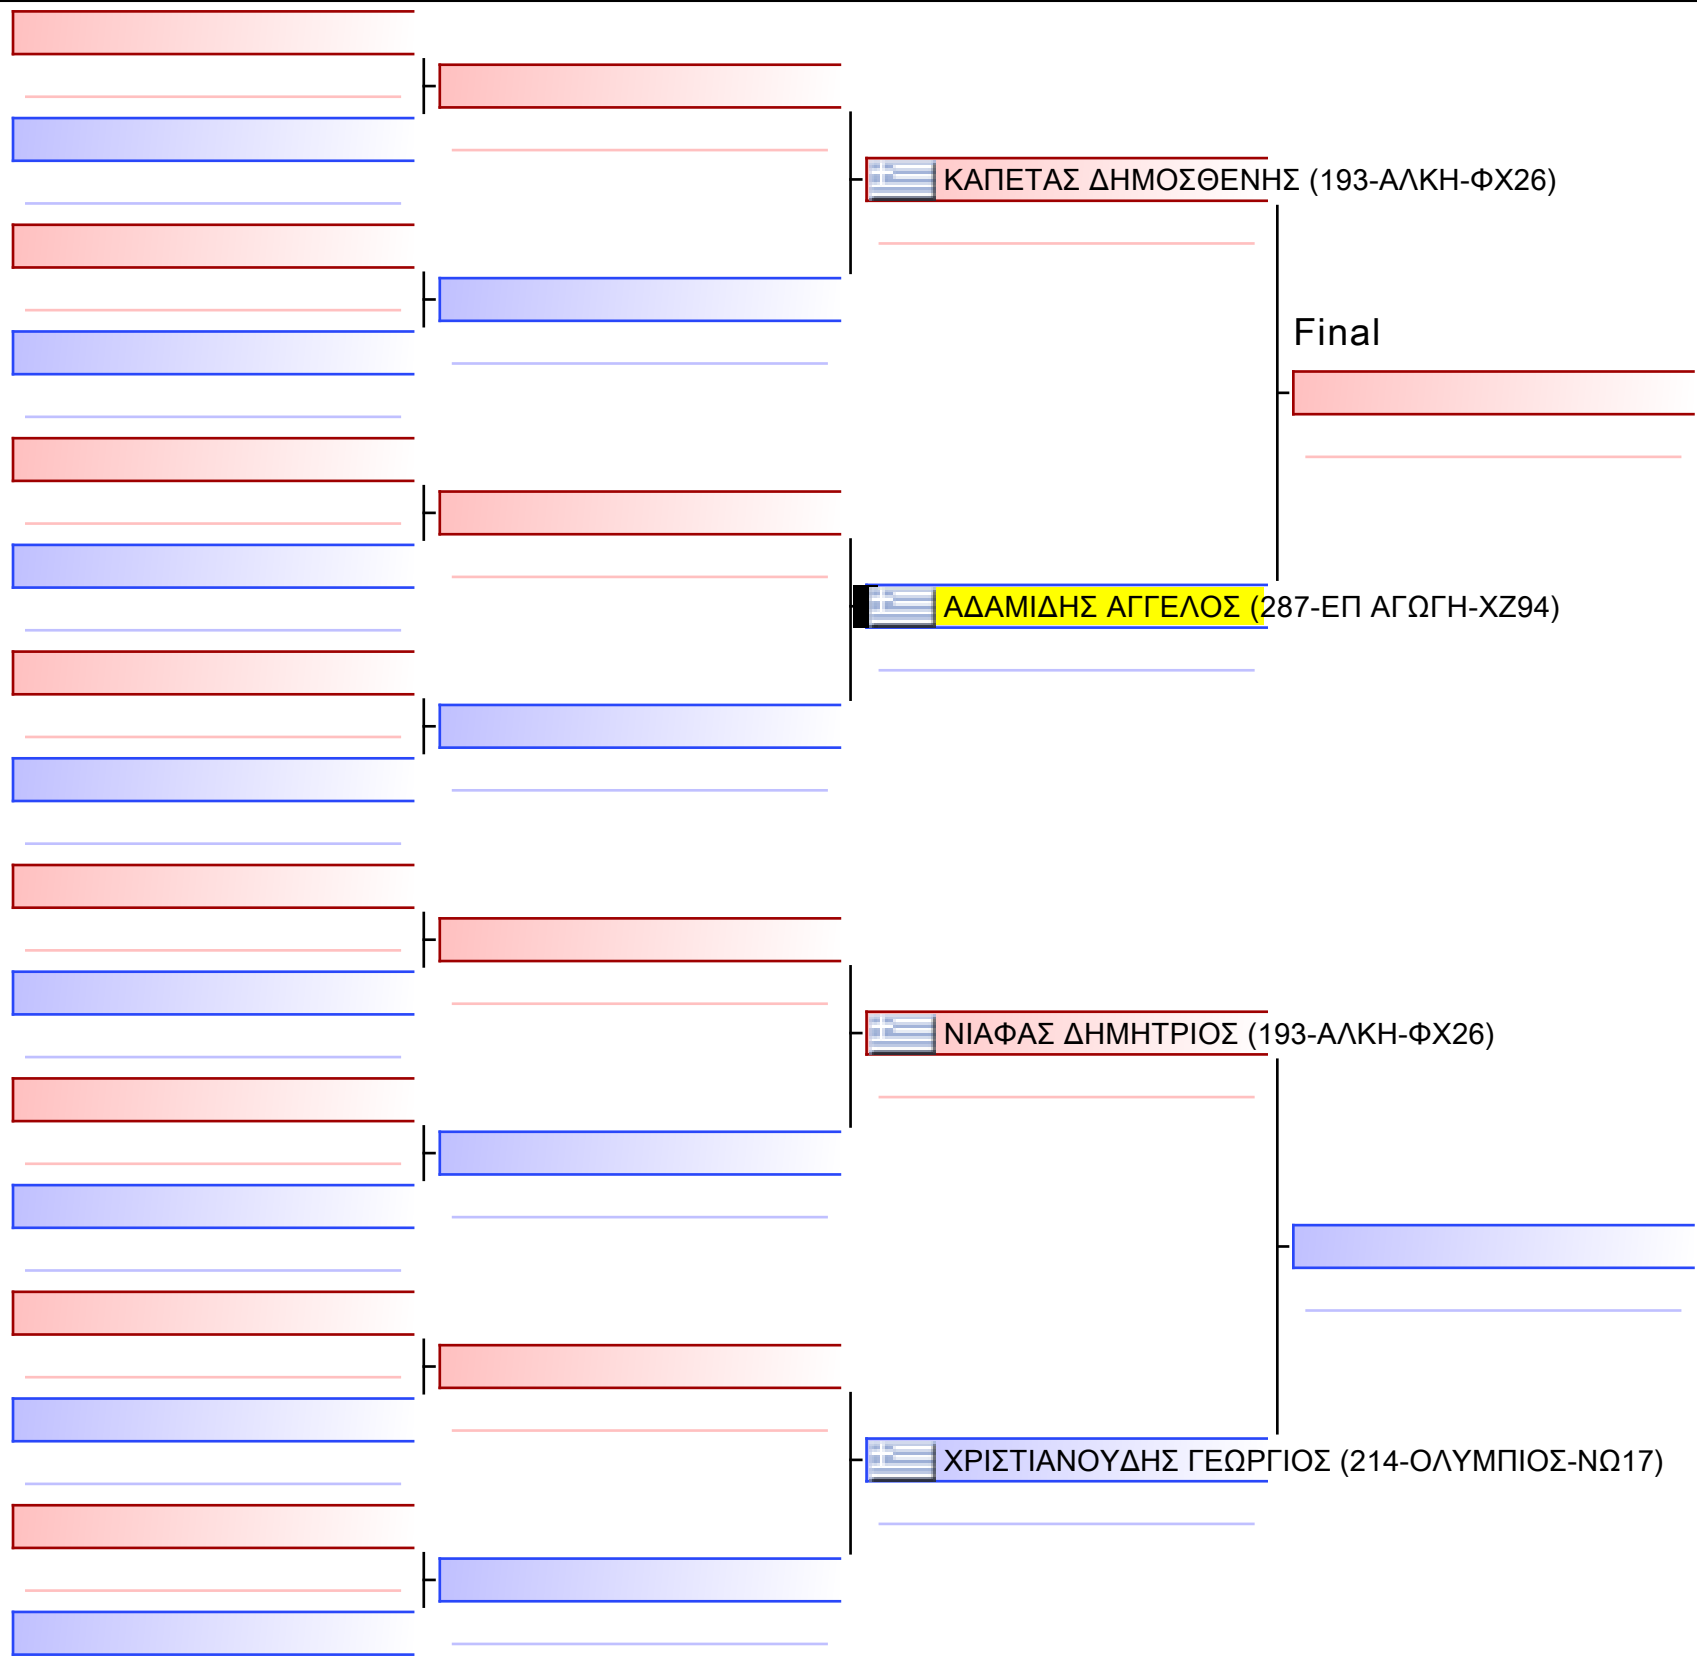 ΚΑΠΕΤΑΣ ΔΗΜΟΣΘΕΝΗΣ (193-ΑΛΚΗ-ΦΧ26)
Final
ΑΔΑΜΙΔΗΣ ΑΓΓΕΛΟΣ (287-ΕΠ ΑΓΩΓΗ-ΧΖ94)
ΝΙΑΦΑΣ ΔΗΜΗΤΡΙΟΣ (193-ΑΛΚΗ-ΦΧ26)
ΧΡΙΣΤΙΑΝΟΥΔΗΣ ΓΕΩΡΓΙΟΣ (214-ΟΛΥΜΠΙΟΣ-ΝΩ17)